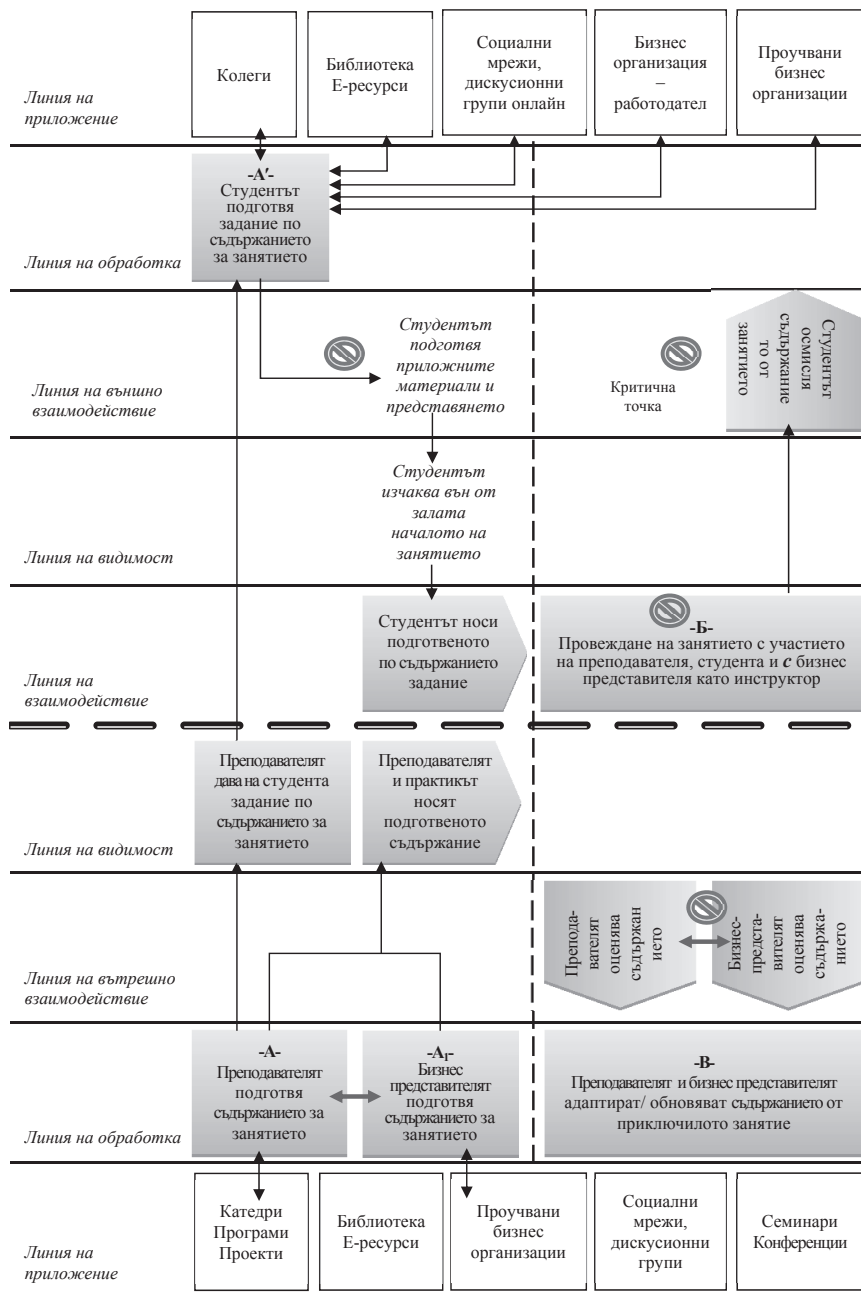 Колеги
Библиотека
Е-ресурси
Социални
мрежи,
дискусионни
групи онлайн
Бизнес
организация
–
работодател
Проучвани
бизнес
организации
Линия на
приложение
-А′-
Студентът
подготвя
задание по
съдържанието
за занятието
Линия на обработка
Студентът
подготвя
приложните
материали и
представянето
Критична
точка
Студентът
осмисля
съдържание
то от
занятието
Линия на външно
взаимодействие
Студентът
изчаква вън от
залата
началото на
занятието
Линия на видимост
Студентът носи
подготвеното
по съдържанието
задание
-Б-
Провеждане на занятието с участието
на преподавателя, студента и с бизнес
представителя като инструктор
Линия на
взаимодействие
Преподавателят
дава на студента
задание по
съдържанието за
занятието
Преподавателят
и практикът
носят
подготвеното
съдържание
Линия на видимост
Препода-
вателят
оценява
съдържан
ието
Бизнес-
предста-
вителят
оценява
съдържа-
нието
Линия на вътрешно
взаимодействие
-А-
Преподавателят
подготвя
съдържанието за
занятието
-А₁-
Бизнес
представителят
подготвя
съдържанието за
занятието
-В-
Преподавателят и бизнес представителят
адаптират/ обновяват съдържанието от
приключилото занятие
Линия на обработка
Катедри
Програми
Проекти
Библиотека
Е-ресурси
Проучвани
бизнес
организации
Социални
мрежи,
дискусионни
групи
Семинари
Конференции
Линия на
приложение